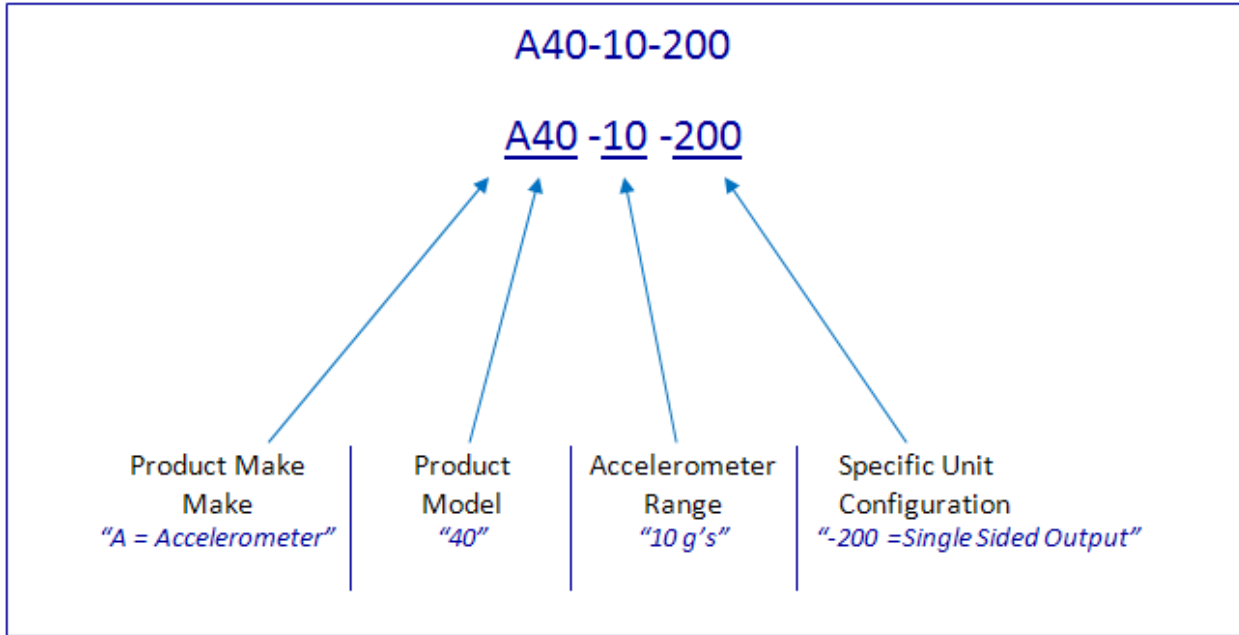 A40-10-200
A40 -10 -200
Product Make
Make
"A = Accelerometer"
Product
Model
"40"
Accelerometer
Range
"10 g's"
Specific Unit
Configuration
"-200 =Single Sided Output"